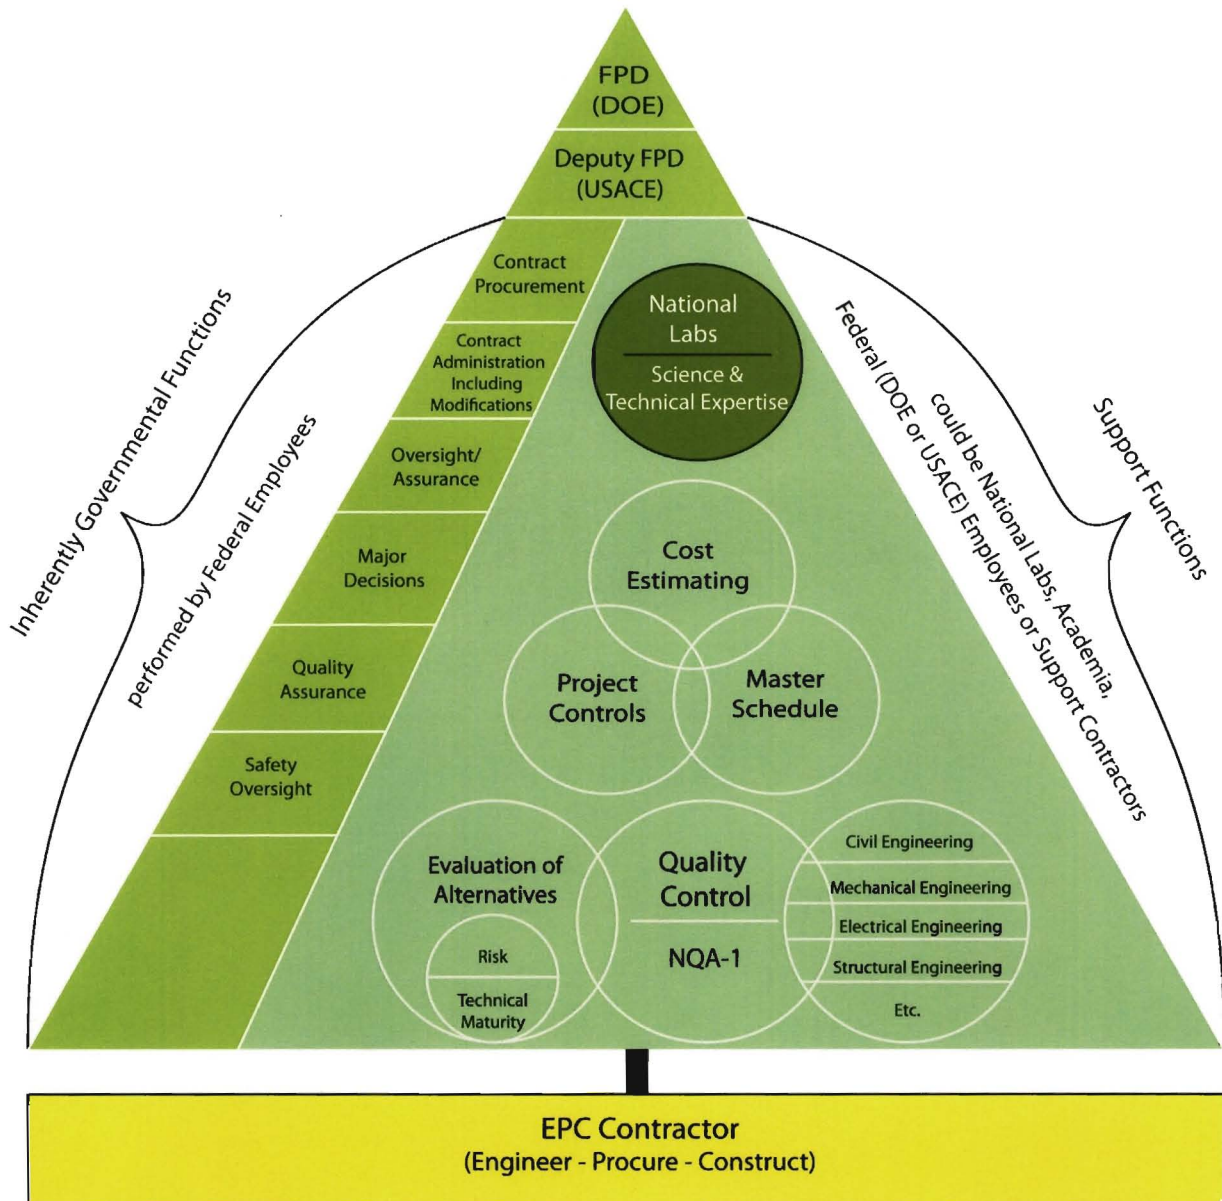 FPD
(DOE)
Deputy FPD
(USACE)
Inherently Governmental Functions
performed by Federal Employees
Contract
Procurement
Contract
Administration
Including
Modifications
Oversight/
Assurance
Major
Decisions
Quality
Assurance
Safety
Oversight
National
Labs
Science &
Technical Expertise
Cost
Estimating
Project
Controls
Master
Schedule
Evaluation of
Alternatives
Risk
Technical
Maturity
Quality
Control
NQA-1
Civil Engineering
Mechanical Engineering
Electrical Engineering
Structural Engineering
Etc.
Support Functions
could be National Labs, Academia,
Federal (DOE or USACE) Employees or Support Contractors
EPC Contractor
(Engineer - Procure - Construct)